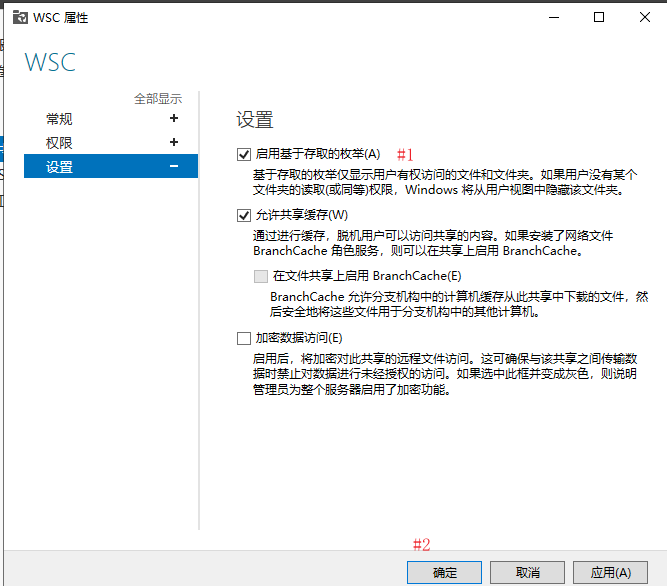 WSC 属性
WSC
全部显示
常规
权限
设置
设置
启用基于存取的枚举(A) #1
基于存取的枚举仅显示用户有权访问的文件和文件夹。如果用户没有某个
文件夹的读取(或同等)权限，Windows 将从用户视图中隐藏该文件夹。
允许共享缓存(W)
通过进行缓存，脱机用户可以访问共享的内容。如果安装了网络文件
BranchCache 角色服务，则可以在共享上启用 BranchCache。
在文件共享上启用 BranchCache(E)
BranchCache 允许分支机构中的计算机缓存从此共享中下载的文件，然
后安全地将这些文件用于分支机构中的其他计算机。
加密数据访问(E)
启用后，将加密对此共享的远程文件访问。这可确保与该共享之间传输数
据时禁止对数据进行未经授权的访问。如果选中此框并变成灰色，则说明
管理员为整个服务器启用了加密功能。
#2
确定 取消 应用(A)